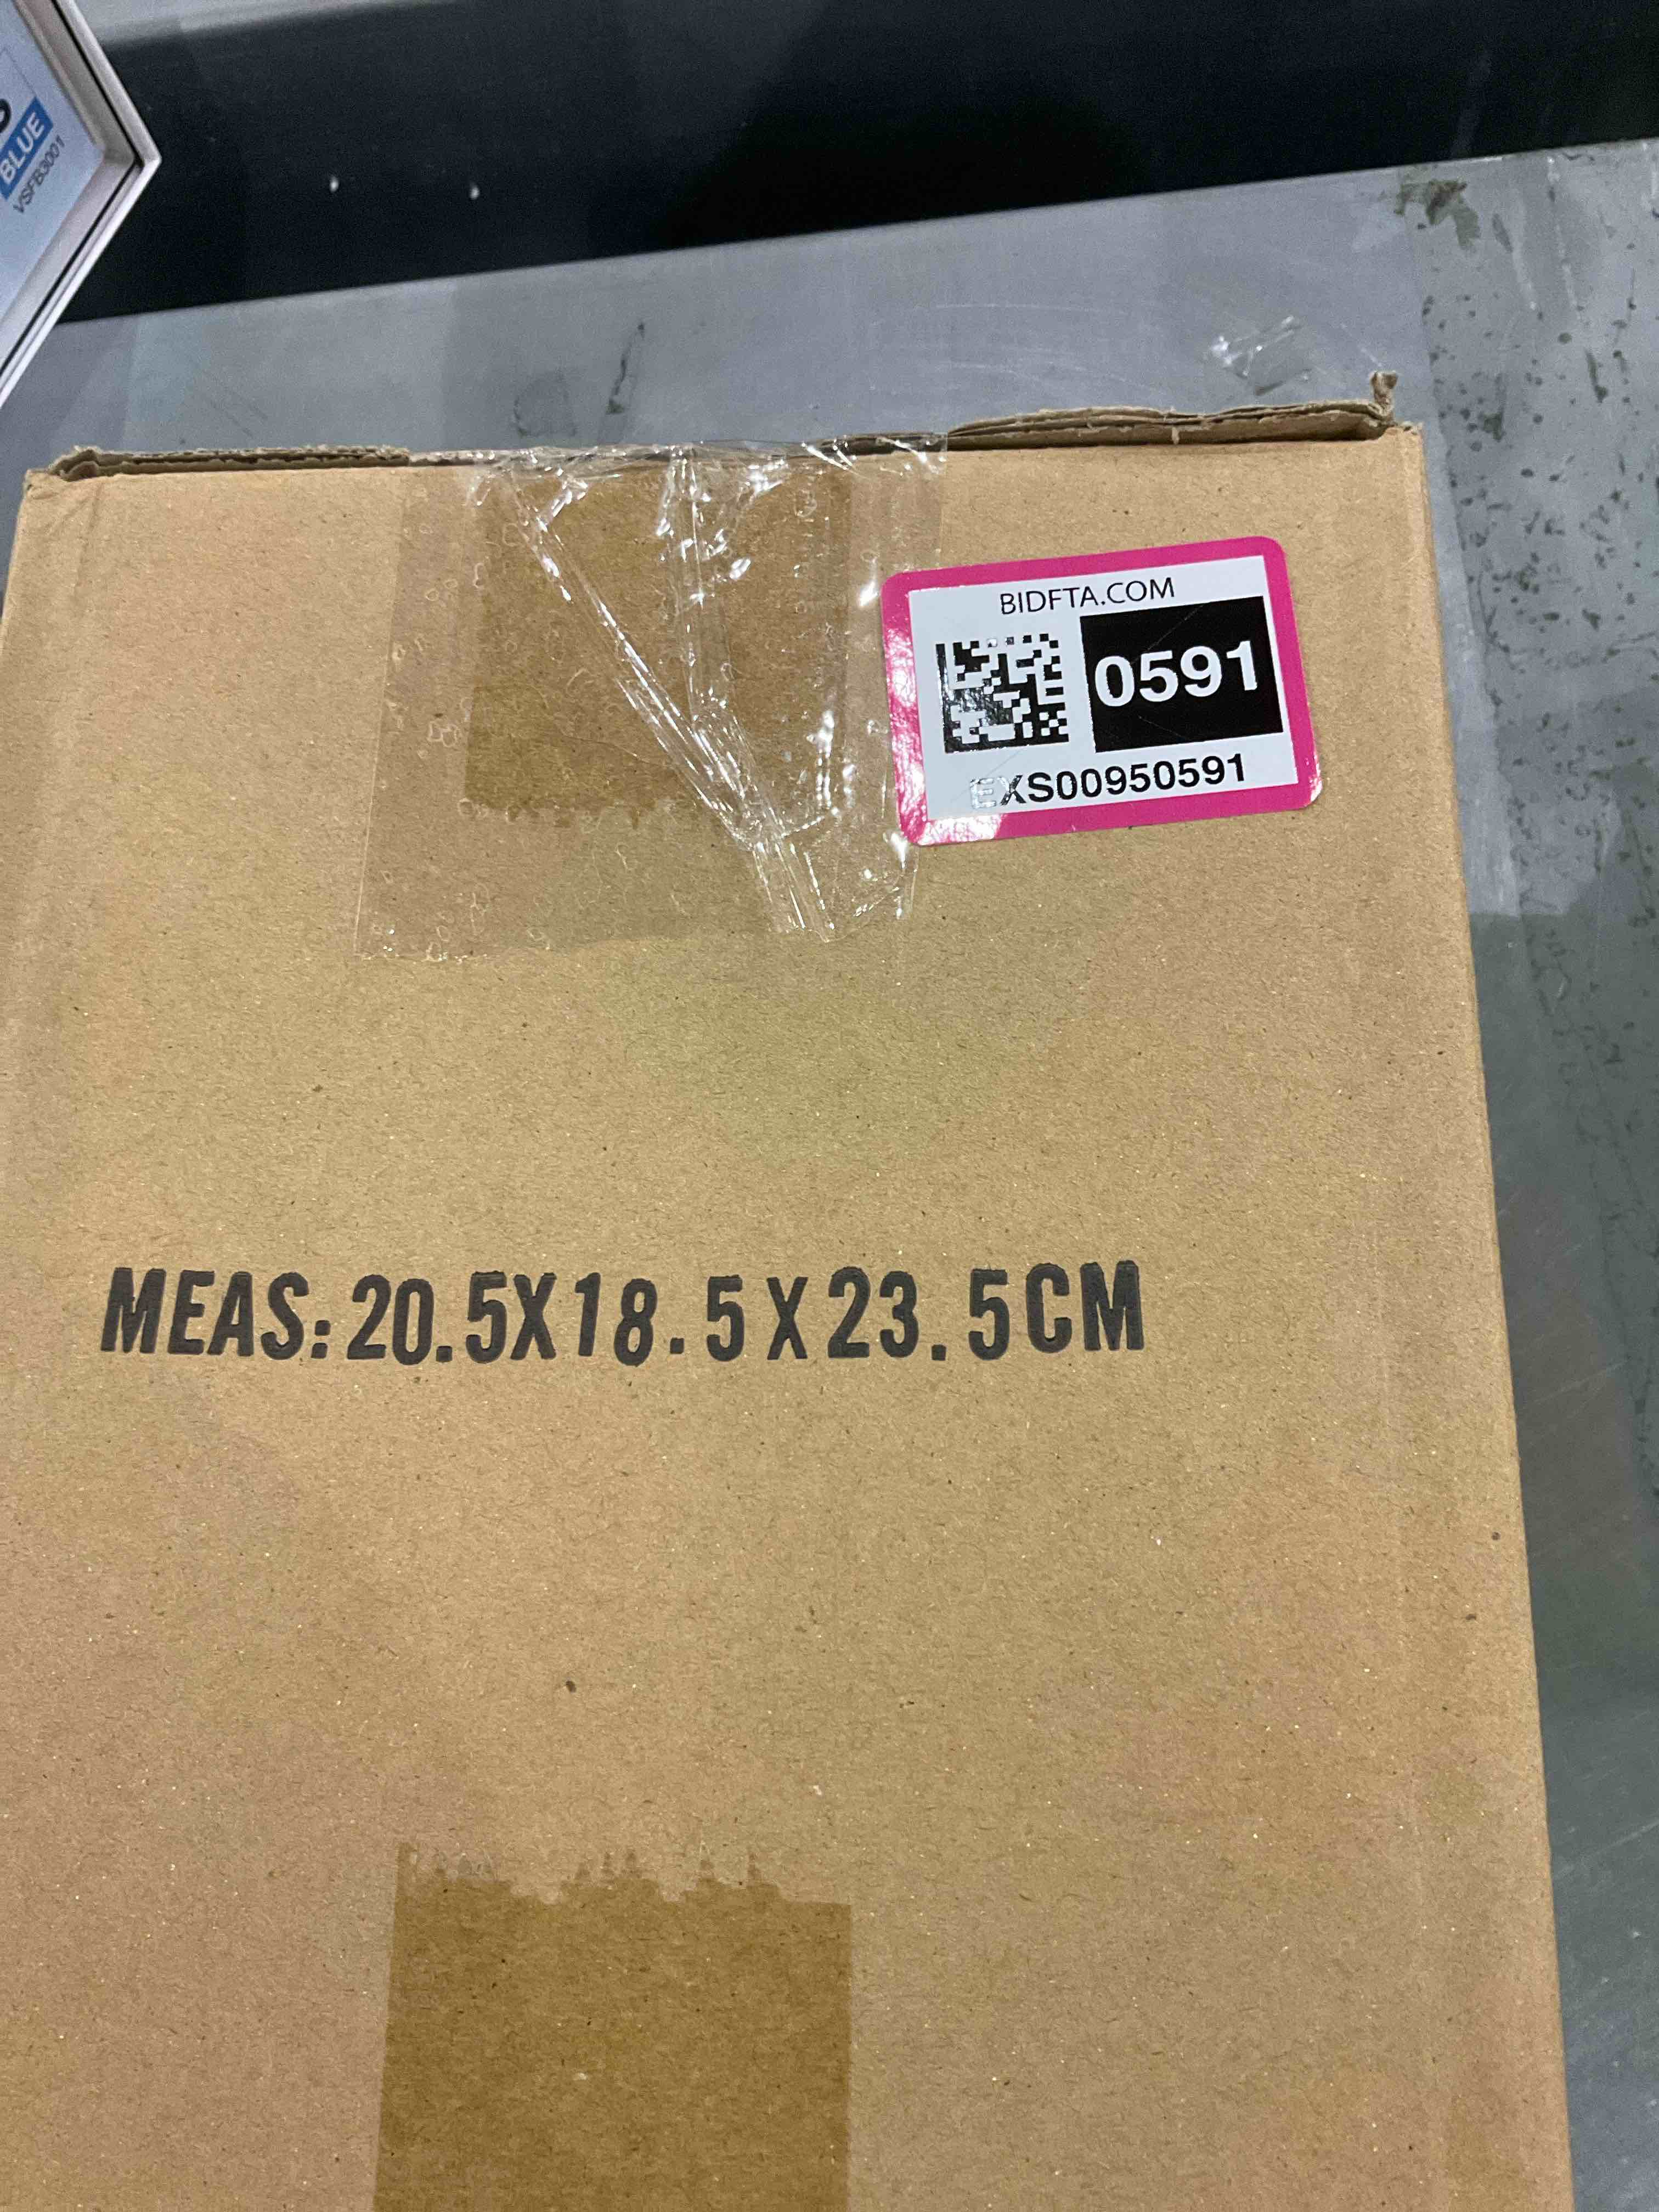 BLUE
VSFB3001
BIDFTA.COM
0591
EXS00950591
MEAS:20.5X18.5X23.5CM